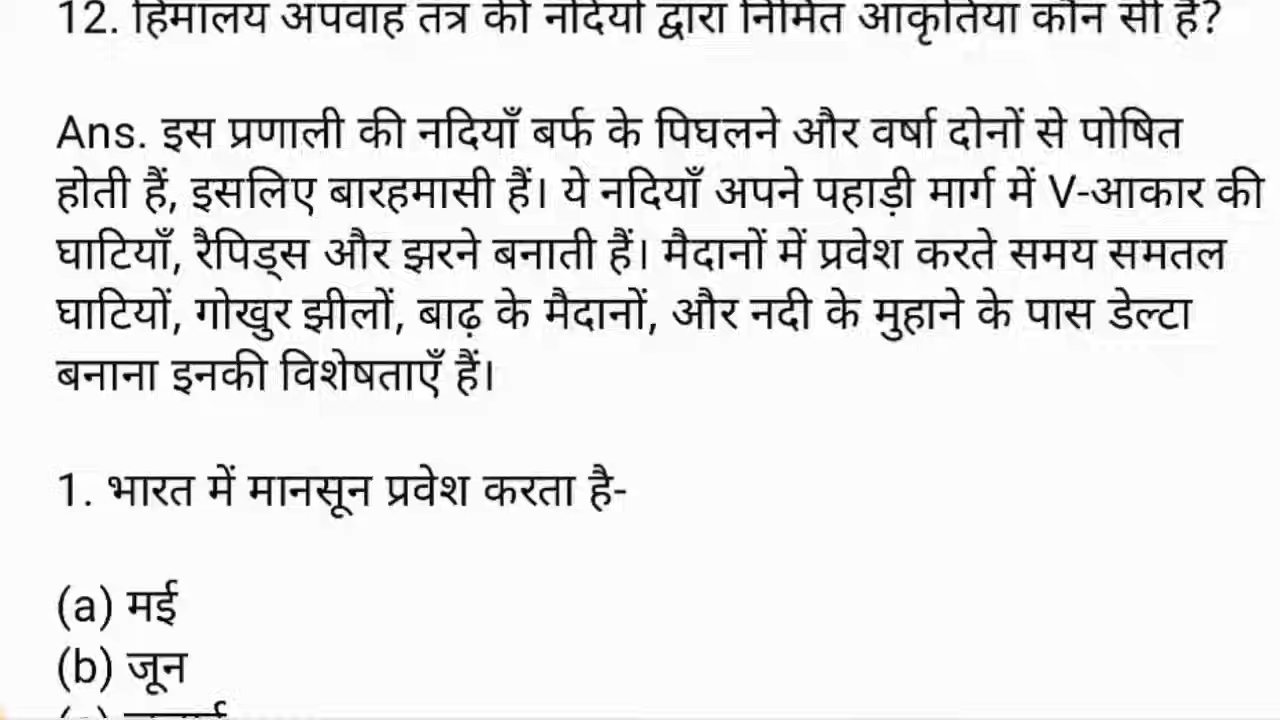 12. हिमालय अपवाह तंत्र की नदियों द्वारा निर्मित आकृतियाँ कौन सी हैं?
Ans. इस प्रणाली की नदियाँ बर्फ के पिघलने और वर्षा दोनों से पोषित
होती हैं, इसलिए बारहमासी हैं। ये नदियाँ अपने पहाड़ी मार्ग में V-आकार की
घाटियाँ, रैपिड्स और झरने बनाती हैं। मैदानों में प्रवेश करते समय समतल
घाटियों, गोखुर झीलों, बाढ़ के मैदानों, और नदी के मुहाने के पास डेल्टा
बनाना इनकी विशेषताएँ हैं।
1. भारत में मानसून प्रवेश करता है-
(a) मई
(b) जून